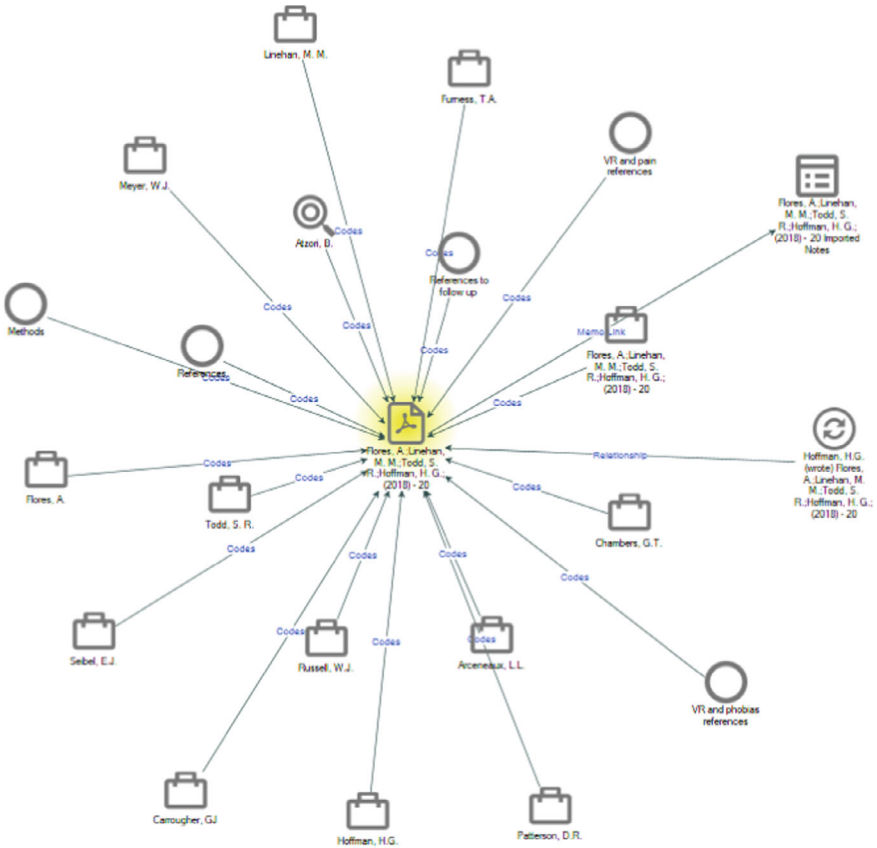 Linehan, M. M.
Furness, T.A.
VR and pain
references
Meyer, W.J.
Flores, A.;Linehan,
M. M.;Todd, S.
R.;Hoffman, H. G.;
(2018) - 20 Imported
Notes
Codes
Atzori, B.
Codes
References to
follow up
Codes
Codes
Codes
Methods
Memo Link
Codes
References
Codes
Flores, A.;Linehan,
M. M.;Todd, S.
R.;Hoffman, H. G.;
(2018) - 20
Codes
Codes
Flores, A.;Linehan,
M. M.;Todd, S.
R.;Hoffman, H. G.;
(2018) - 20
Relationship
Hoffman, H.G.
(wrote) Flores,
A.;Linehan, M.
M.;Todd, S.
R.;Hoffman, H. G.;
(2018) - 20
Codes
Flores, A.
Codes
Codes
Todd, S. R.
Chambers, G.T.
Codes
Codes
Codes
Codes
Codes
Codes
Codes
Seibel, E.J.
Russell, W.J.
Arceneaux, L.L.
VR and phobias
references
Carrougher, GJ
Hoffman, H.G.
Patterson, D.R.